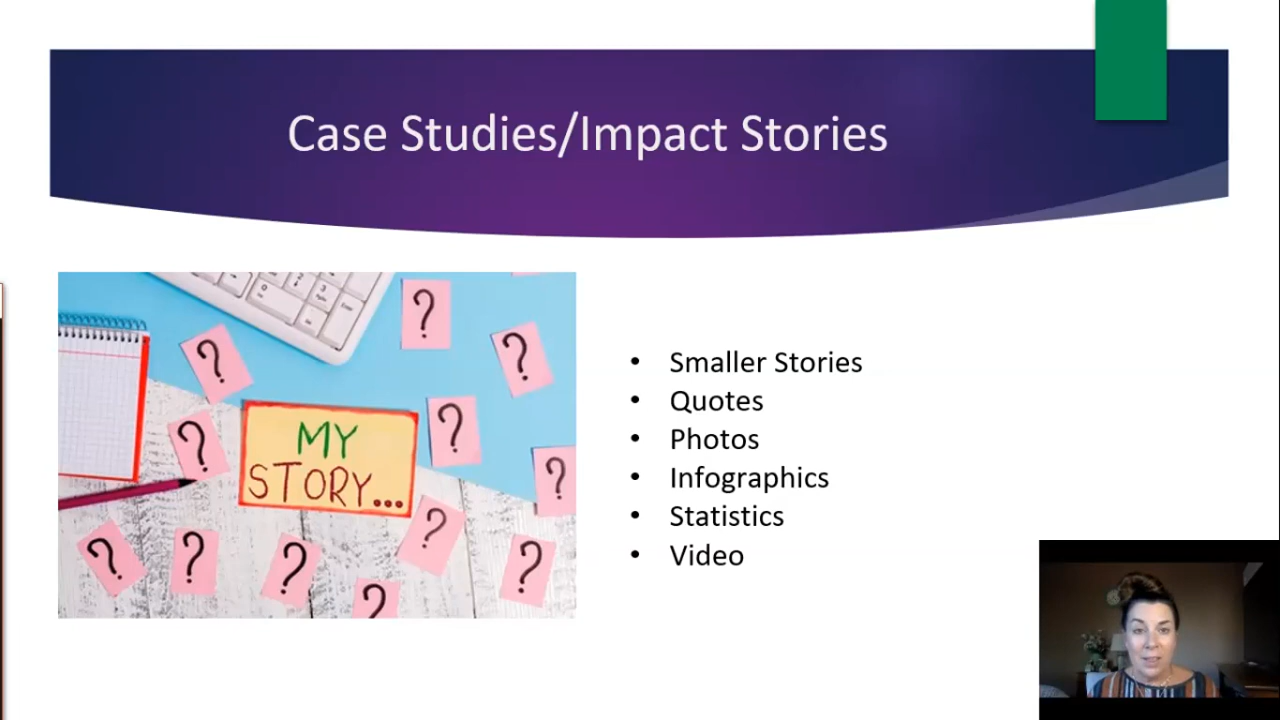 Case Studies/Impact Stories
?
?
?
?
?
MY
STORY...
?
?
?
?
?
?
?
• Smaller Stories
• Quotes
• Photos
• Infographics
• Statistics
• Video